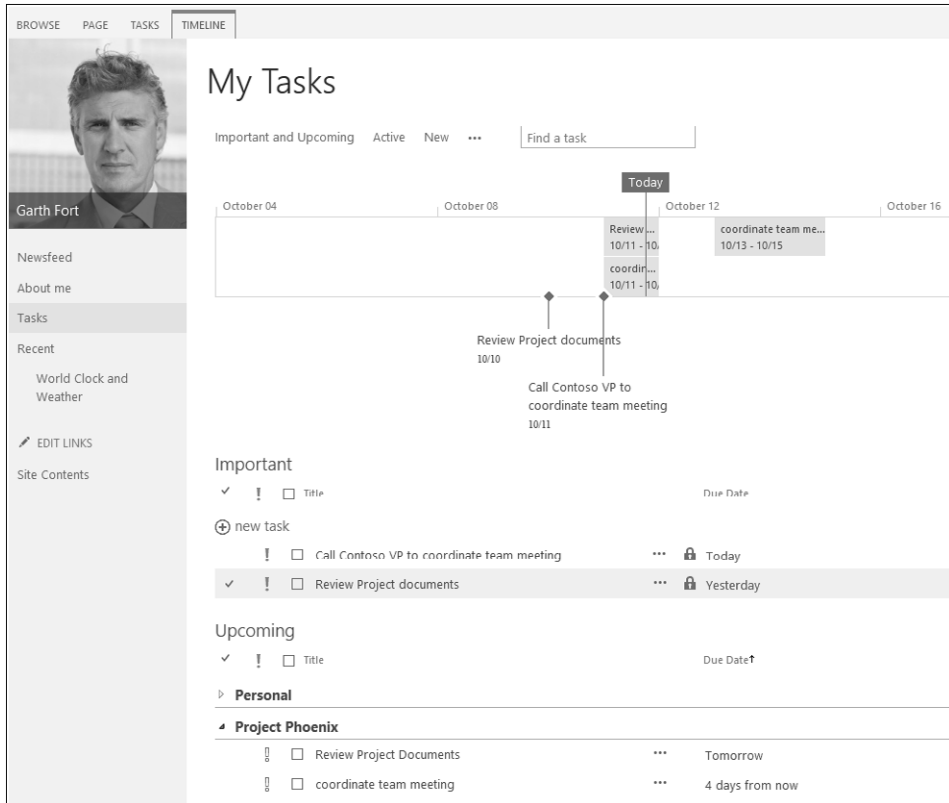 BROWSE PAGE TASKS TIMELINE
Garth Fort
Newsfeed
About me
Tasks
Recent
World Clock and
Weather
EDIT LINKS
Site Contents
My Tasks
Important and Upcoming Active New •••
Find a task
Today
October 04 October 08 October 12 October 16
Review ...
10/11 - 10/
coordin...
10/11 - 10/
coordinate team me...
10/13 - 10/15
Review Project documents
10/10
Call Contoso VP to
coordinate team meeting
10/11
Important
Title Due Date
new task
Call Contoso VP to coordinate team meeting ••• Today
Review Project documents ••• Yesterday
Upcoming
Title Due Date
Personal
Project Phoenix
Review Project Documents ••• Tomorrow
coordinate team meeting ••• 4 days from now